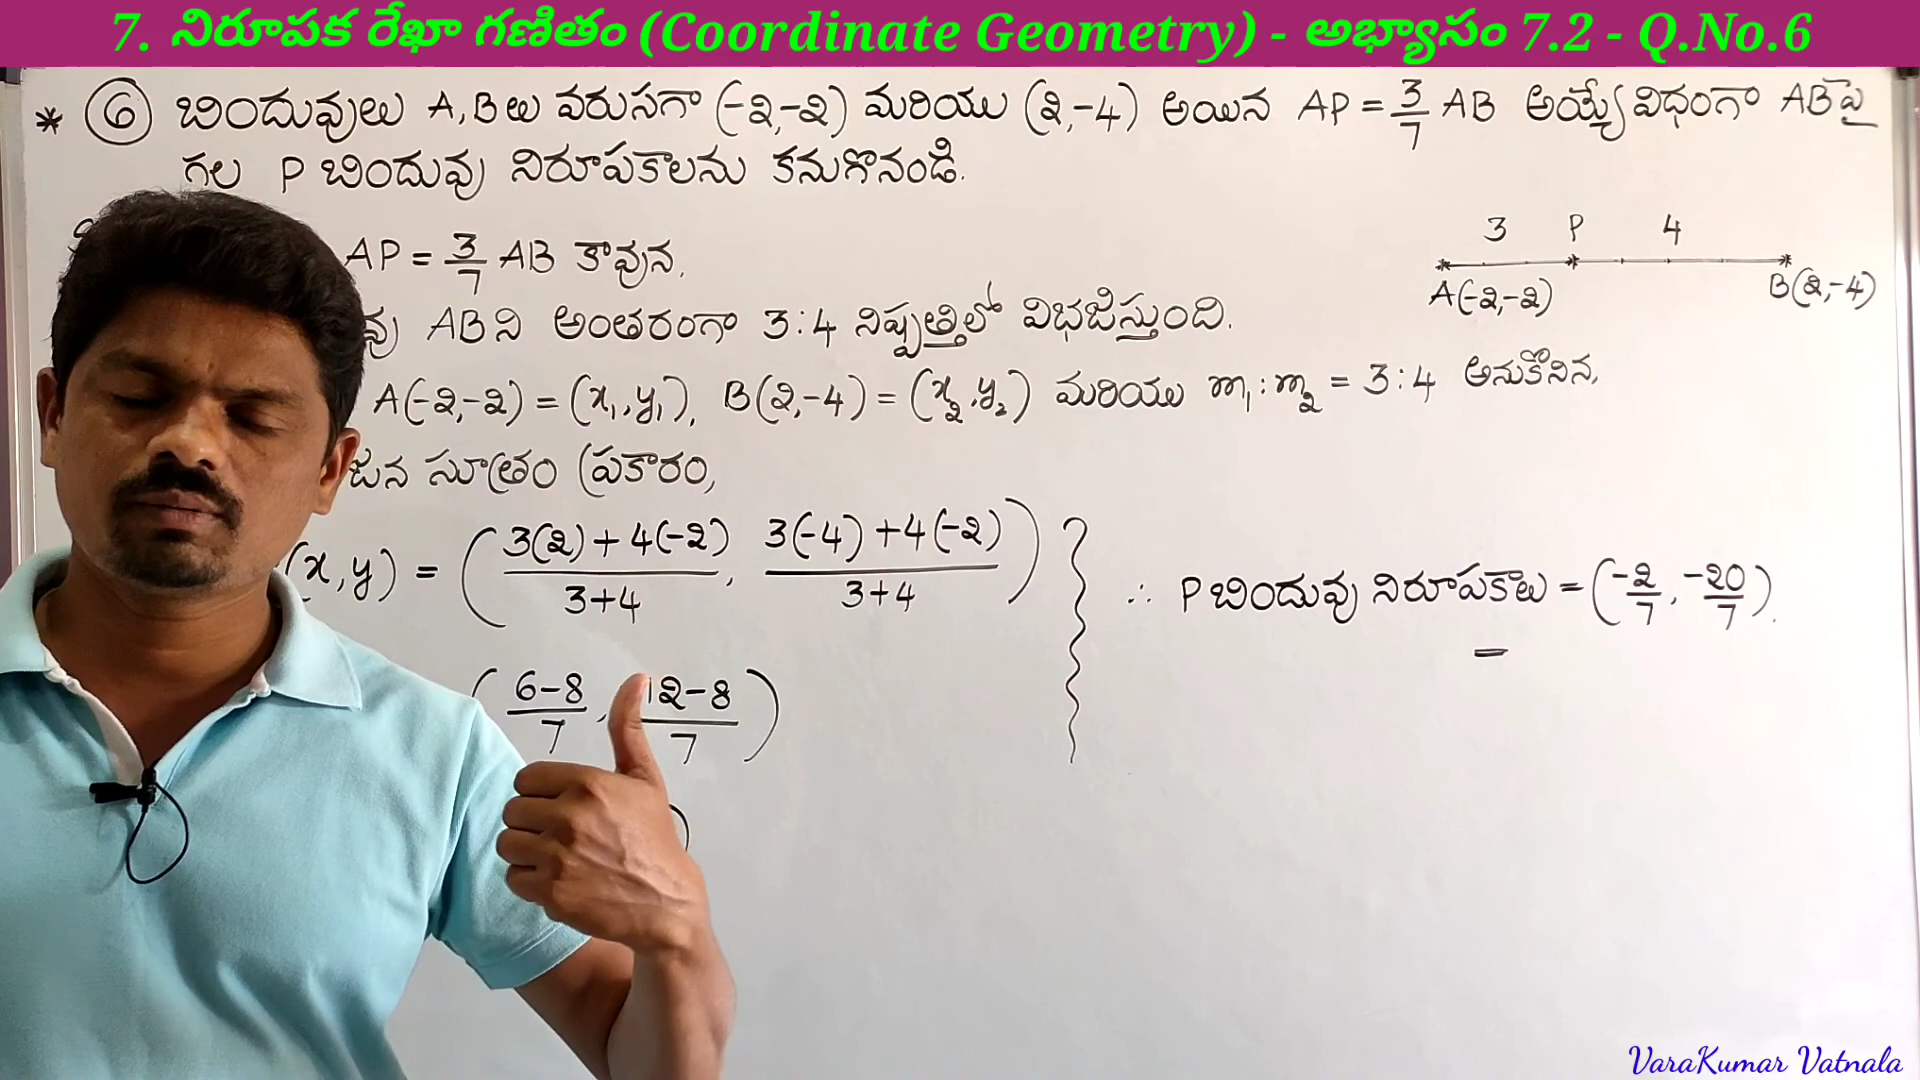 7. నిరూపక రేఖా గణితం (Coordinate Geometry) - అభ్యాసం 7.2 - Q.No.6
* 6 బిందువులు A, B లు వరుసగా (-2,-2) మరియు (2,-4) అయిన AP = 3/7 AB అయ్యే విధంగా AB పై
గల P బిందువు నిరూపకాలను కనుగొనండి.
3 P 4
A(-2,-2) B(2,-4)
AP = 3/7 AB కావున,
వు AB ని అంతరంగా 3:4 నిష్పత్తిలో విభజిస్తుంది.
A(-2,-2) = (x₁,y₁), B(2,-4) = (x₂,y₂) మరియు m₁:m₂ = 3:4 అనుకొనిన,
జన సూత్రం ప్రకారం,
(x,y) = ( 3(2)+4(-2) / 3+4 , 3(-4)+4(-2) / 3+4 )
( 6-8 / 7 , 12-8 / 7 )
∴ P బిందువు నిరూపకాలు = ( -2/7 , -20/7 ).
VaraKumar Vatnala